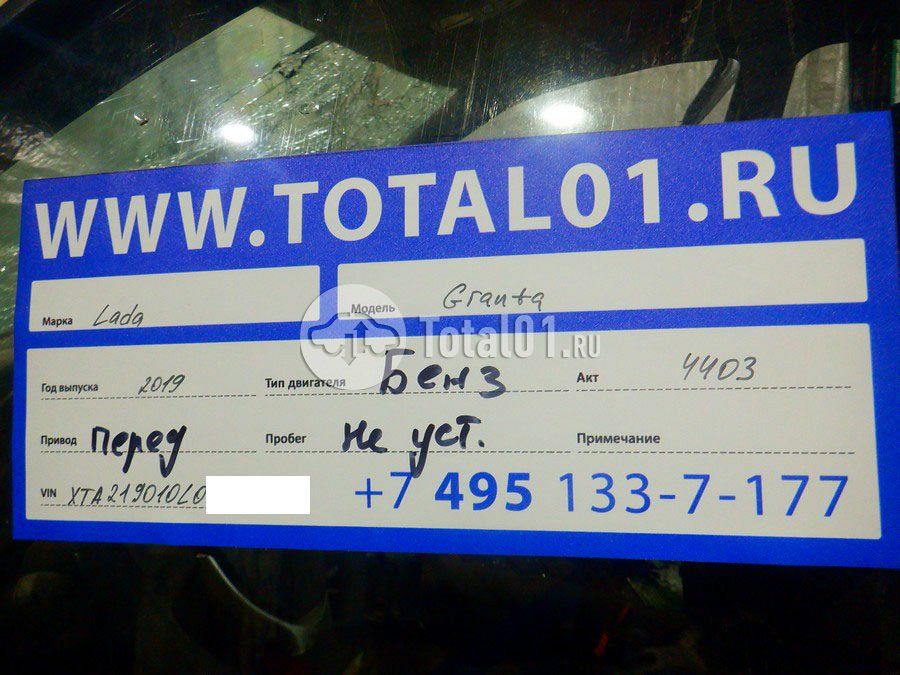 WWW.TOTAL01.RU
Марка Lada Модель Granta
Total01.RU
Год выпуска 2019 Тип двигателя Бенз Акт 4403
Привод перед Пробег Не уст. Примечание
VIN XTA219010L0 +7 495 133-7-177